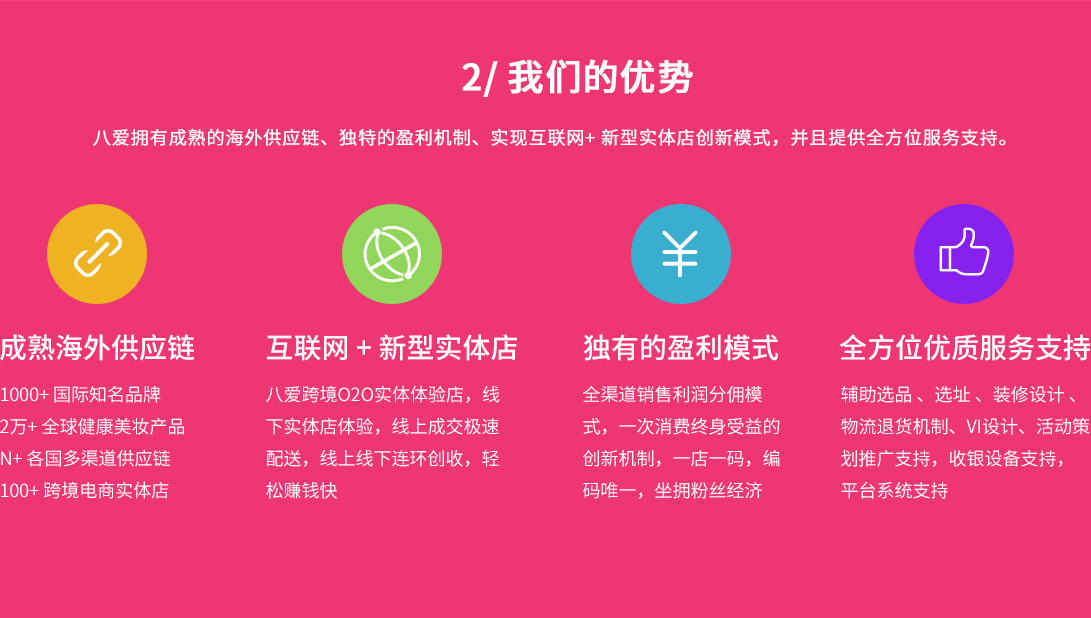 2/ 我们的优势
八爱拥有成熟的海外供应链、独特的盈利机制、实现互联网+ 新型实体店创新模式，并且提供全方位服务支持。
成熟海外供应链
1000+ 国际知名品牌
2万+ 全球健康美妆产品
N+ 各国多渠道供应链
100+ 跨境电商实体店
互联网 + 新型实体店
八爱跨境O2O实体体验店，线
下实体店体验，线上成交极速
配送，线上线下连环创收，轻
松赚钱快
独有的盈利模式
全渠道销售利润分佣模
式，一次消费终身受益的
创新机制，一店一码，编
码唯一，坐拥粉丝经济
全方位优质服务支持
辅助选品 、选址 、装修设计 、
物流退货机制、VI设计、活动策
划推广支持，收银设备支持，
平台系统支持